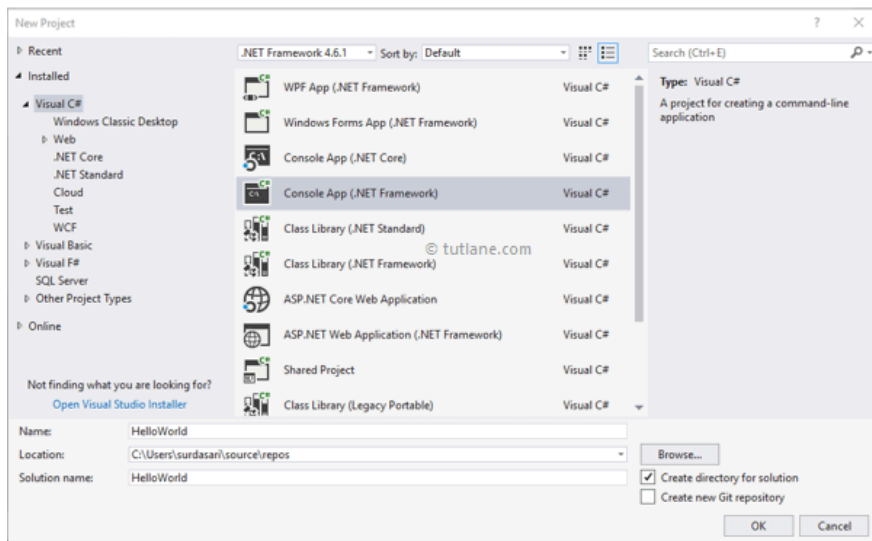 New Project
Recent
Installed
Visual C#
Windows Classic Desktop
Web
.NET Core
.NET Standard
Cloud
Test
WCF
Visual Basic
Visual F#
SQL Server
Other Project Types
Online
Not finding what you are looking for?
Open Visual Studio Installer
.NET Framework 4.6.1 Sort by: Default
WPF App (.NET Framework) Visual C#
Windows Forms App (.NET Framework) Visual C#
Console App (.NET Core) Visual C#
Console App (.NET Framework) Visual C#
Class Library (.NET Standard) Visual C#
© tutlane.com
Class Library (.NET Framework) Visual C#
ASP.NET Core Web Application Visual C#
ASP.NET Web Application (.NET Framework) Visual C#
Shared Project Visual C#
Class Library (Legacy Portable) Visual C#
Search (Ctrl+E)
Type: Visual C#
A project for creating a command-line
application
Name: HelloWorld
Location: C:\Users\surdasari\source\repos Browse...
Solution name: HelloWorld
Create directory for solution
Create new Git repository
OK Cancel